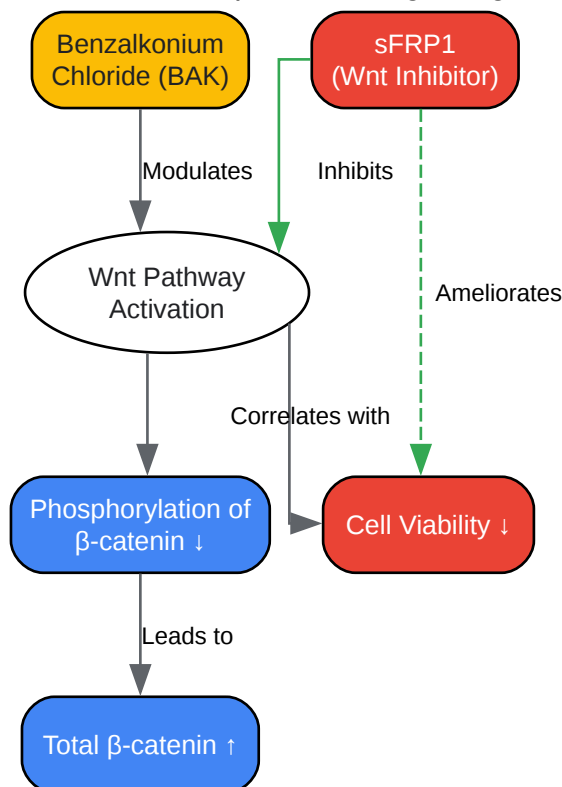 Benzalkonium
Chloride (BAK)
sFRP1
(Wnt Inhibitor)
Modulates
Inhibits
Wnt Pathway
Activation
Ameliorates
Correlates with
Phosphorylation of
β-catenin ↓
Cell Viability ↓
Leads to
Total β-catenin ↑